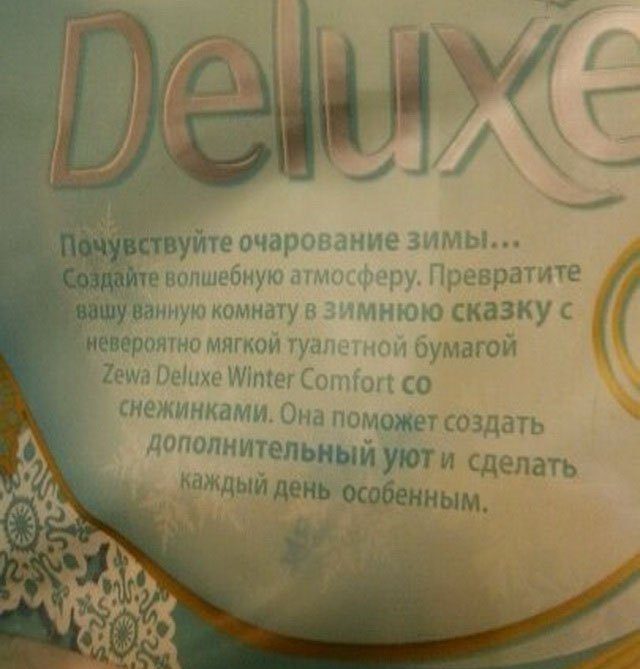 Deluxe
Почувствуйте очарование зимы...
Создайте волшебную атмосферу. Превратите
вашу ванную комнату в зимнюю сказку с
невероятно мягкой туалетной бумагой
Zewa Deluxe Winter Comfort со
снежинками. Она поможет создать
дополнительный уют и сделать
каждый день особенным.